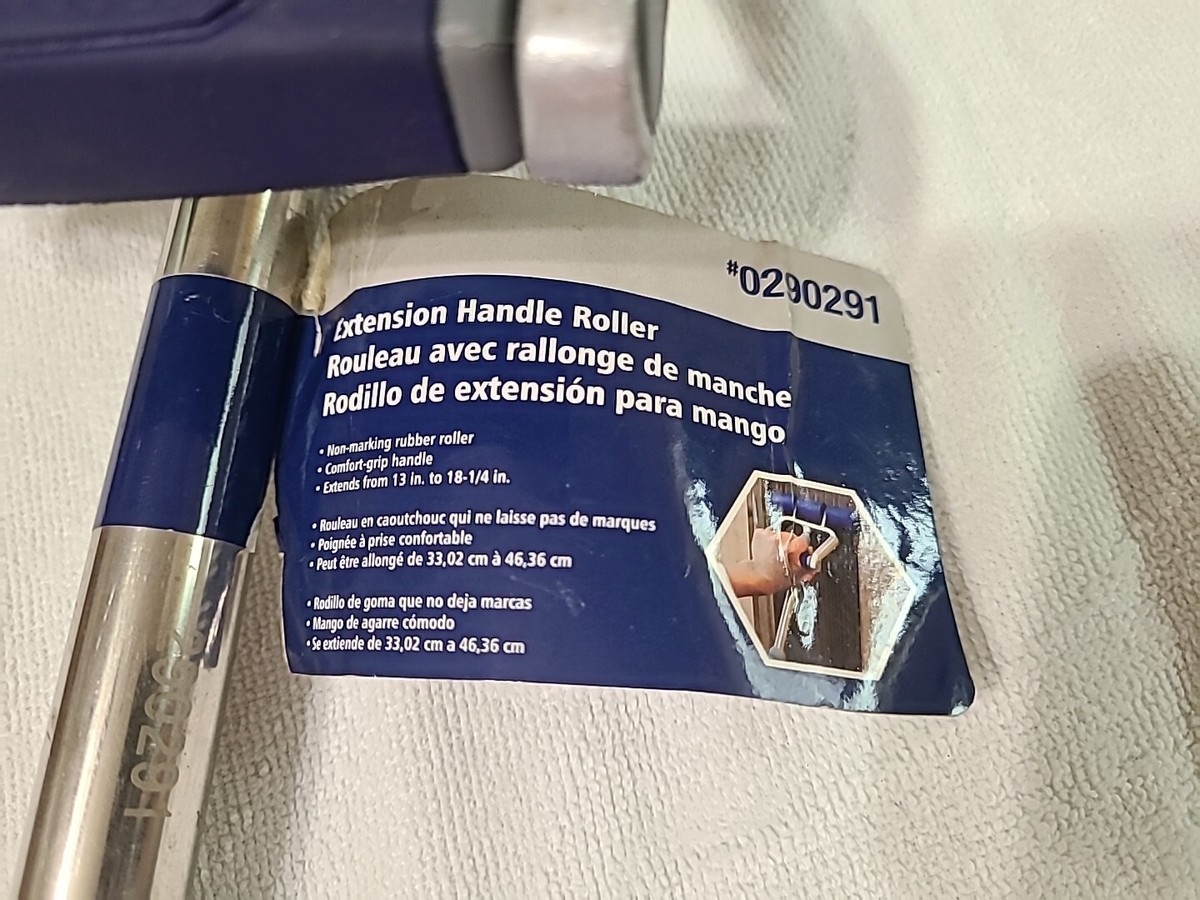 #0290291
Extension Handle Roller
Rouleau avec rallonge de manche
Rodillo de extensión para mango
• Non-marking rubber roller
• Comfort-grip handle
• Extends from 13 in. to 18-1/4 in.
• Rouleau en caoutchouc qui ne laisse pas de marques
• Poignée à prise confortable
• Peut être allongé de 33,02 cm à 46,36 cm
• Rodillo de goma que no deja marcas
• Mango de agarre cómodo
• Se extiende de 33,02 cm a 46,36 cm